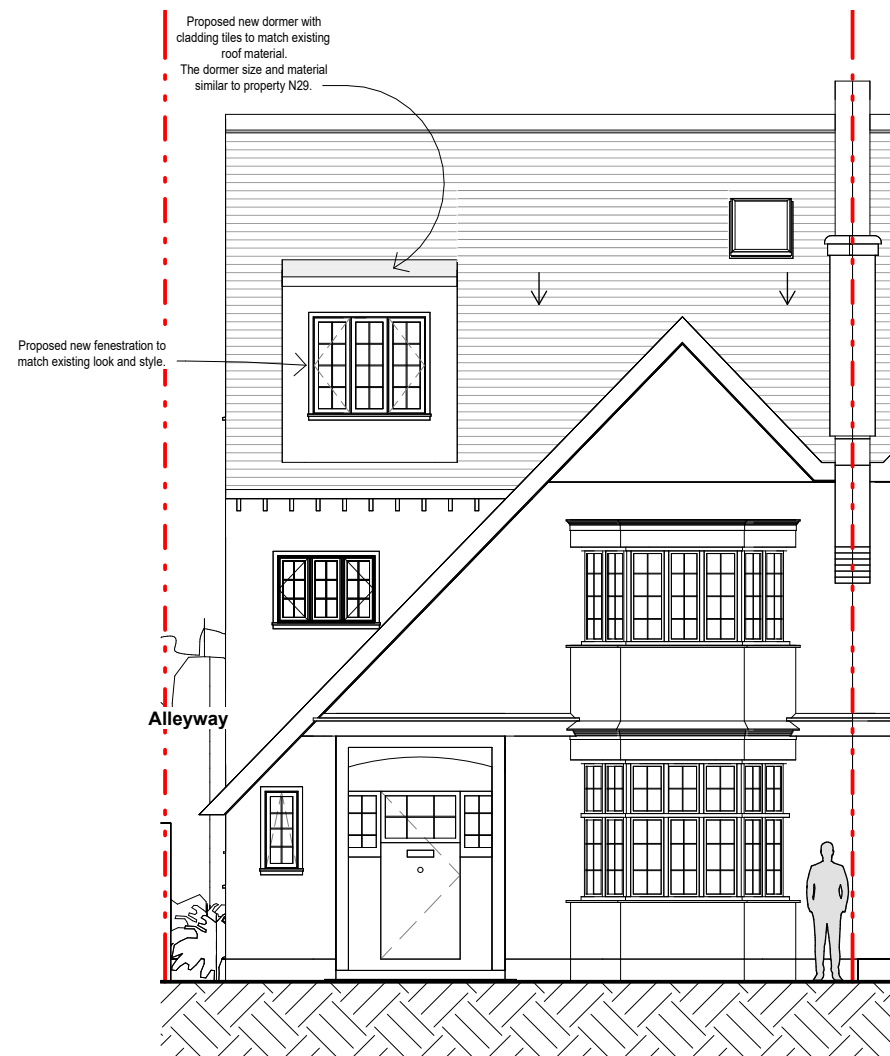 Proposed new dormer with
cladding tiles to match existing
roof material.
The dormer size and material
similar to property N29.
Proposed new fenestration to
match existing look and style.
Alleyway